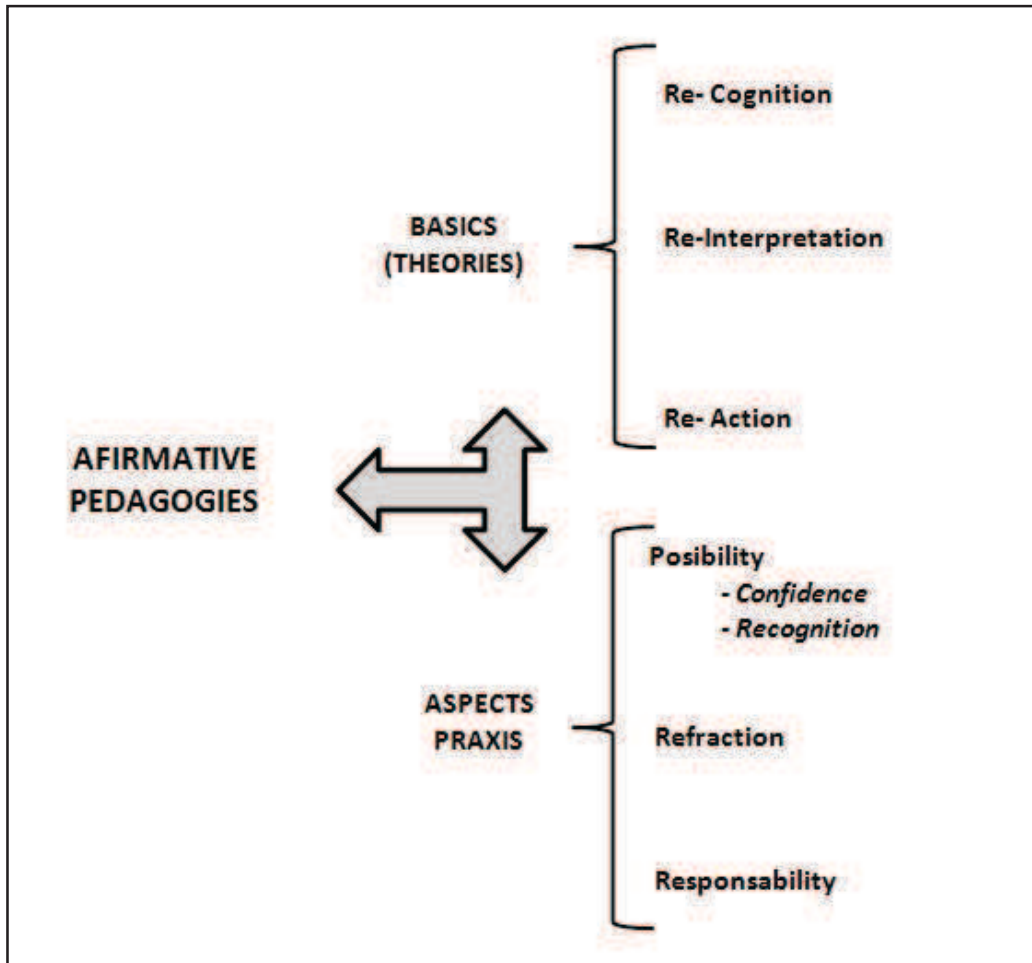 AFIRMATIVE
PEDAGOGIES
BASICS
(THEORIES)
Re- Cognition
Re-Interpretation
Re- Action
ASPECTS
PRAXIS
Posibility
- Confidence
- Recognition
Refraction
Responsability